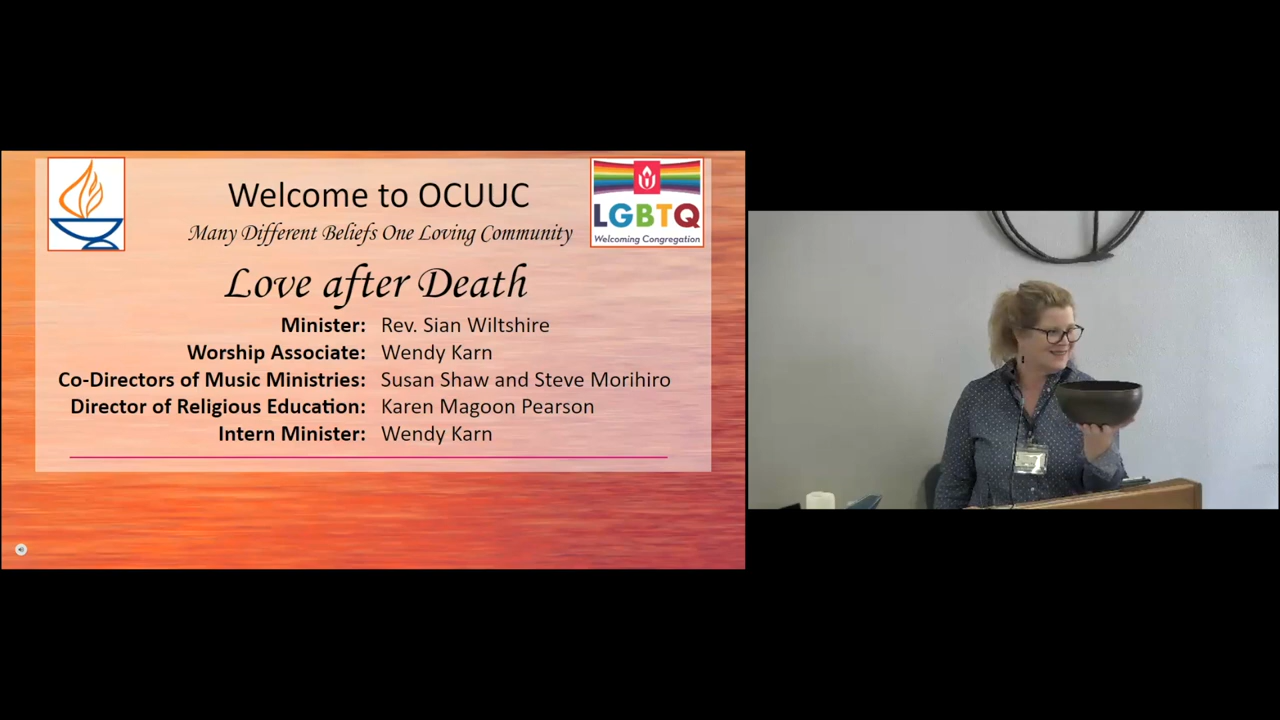 Welcome to OCUUC
Many Different Beliefs One Loving Community
LGBTQ
Welcoming Congregation
Love after Death
Minister: Rev. Sian Wiltshire
Worship Associate: Wendy Karn
Co-Directors of Music Ministries: Susan Shaw and Steve Morihiro
Director of Religious Education: Karen Magoon Pearson
Intern Minister: Wendy Karn